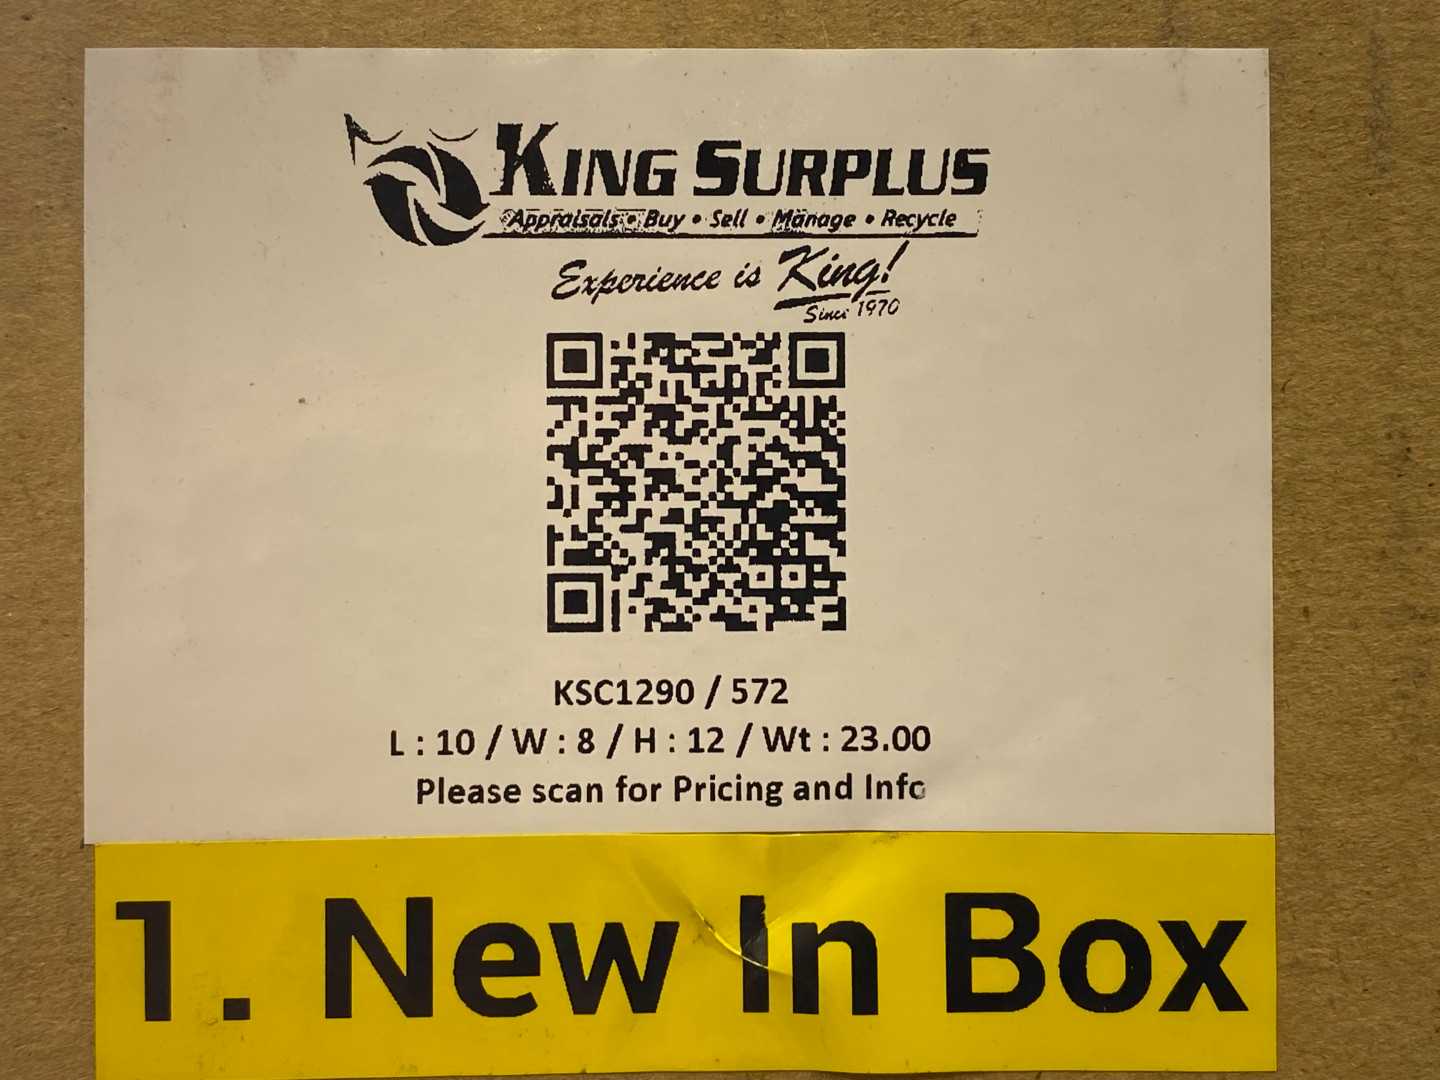 KING SURPLUS
Appraisals • Buy • Sell • Manage • Recycle
Experience is King!
Since 1970
KSC1290 / 572
L : 10 / W : 8 / H : 12 / Wt : 23.00
Please scan for Pricing and Info
1. New In Box